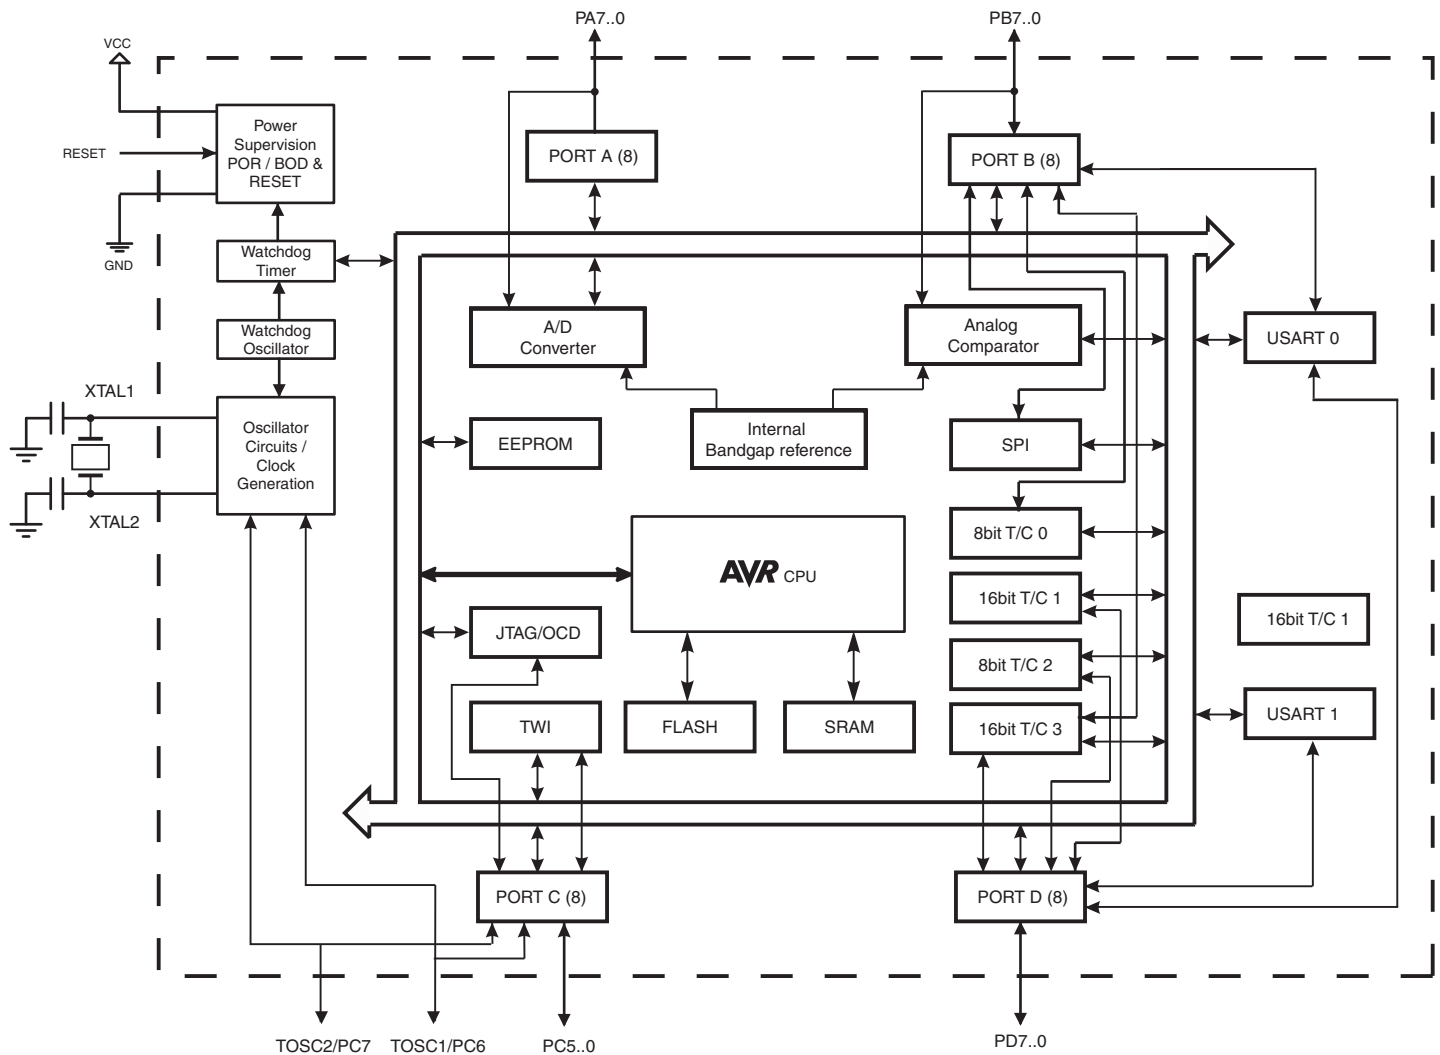 PA7..0
PB7..0
VCC
RESET
GND
Power
Supervision
POR / BOD &
RESET
PORT A (8)
PORT B (8)
Watchdog
Timer
Watchdog
Oscillator
A/D
Converter
Analog
Comparator
USART 0
XTAL1
XTAL2
Oscillator
Circuits /
Clock
Generation
EEPROM
Internal
Bandgap reference
SPI
8bit T/C 0
AVR CPU
16bit T/C 1
16bit T/C 1
JTAG/OCD
8bit T/C 2
TWI
FLASH
SRAM
16bit T/C 3
USART 1
PORT C (8)
PORT D (8)
TOSC2/PC7
TOSC1/PC6
PC5..0
PD7..0